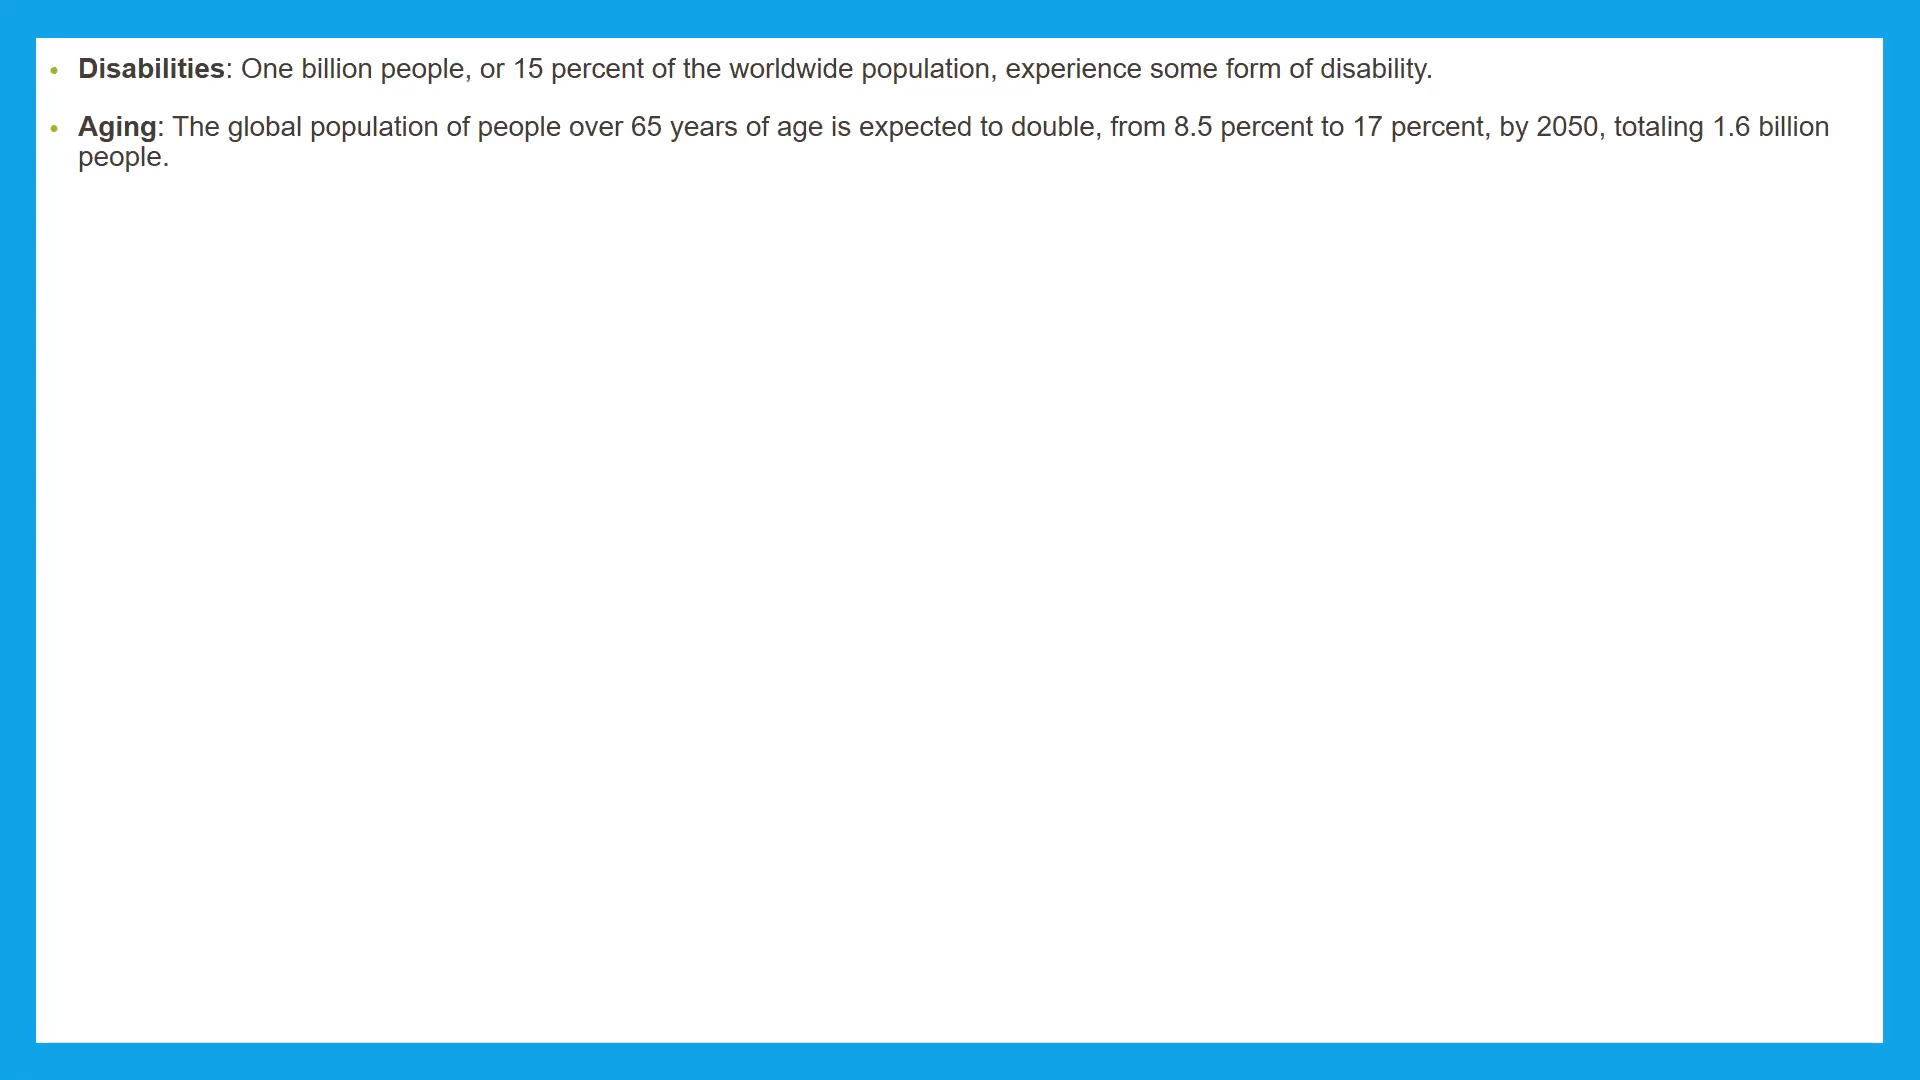 • Disabilities: One billion people, or 15 percent of the worldwide population, experience some form of disability.
• Aging: The global population of people over 65 years of age is expected to double, from 8.5 percent to 17 percent, by 2050, totaling 1.6 billion
people.